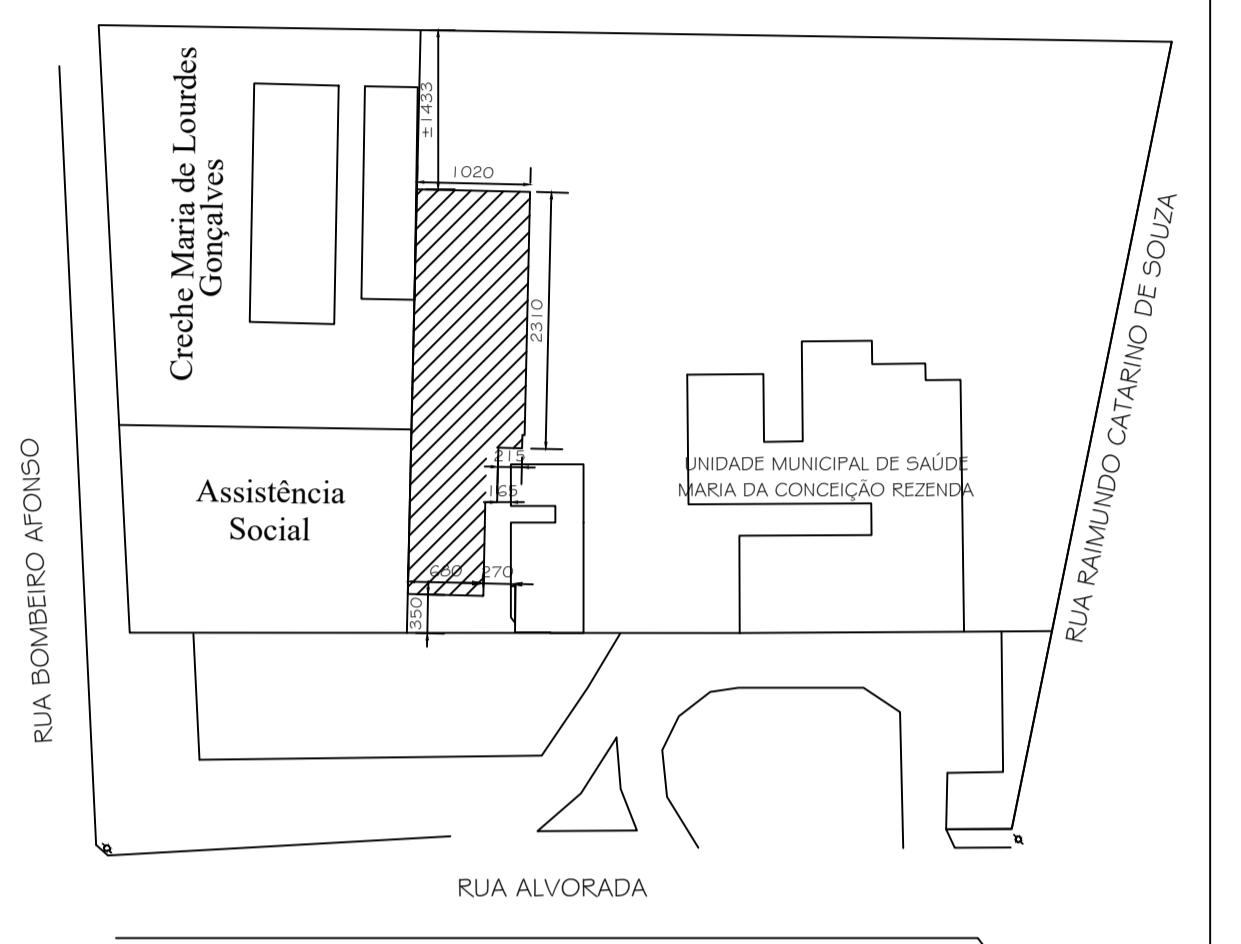 Creche Maria de Lourdes
Gonçalves
±1433
1020
2310
215
165
680
270
350
Assistência
Social
UNIDADE MUNICIPAL DE SAÚDE
MARIA DA CONCEIÇÃO REZENDA
RUA BOMBEIRO AFONSO
RUA RAIMUNDO CATARINO DE SOUZA
RUA ALVORADA